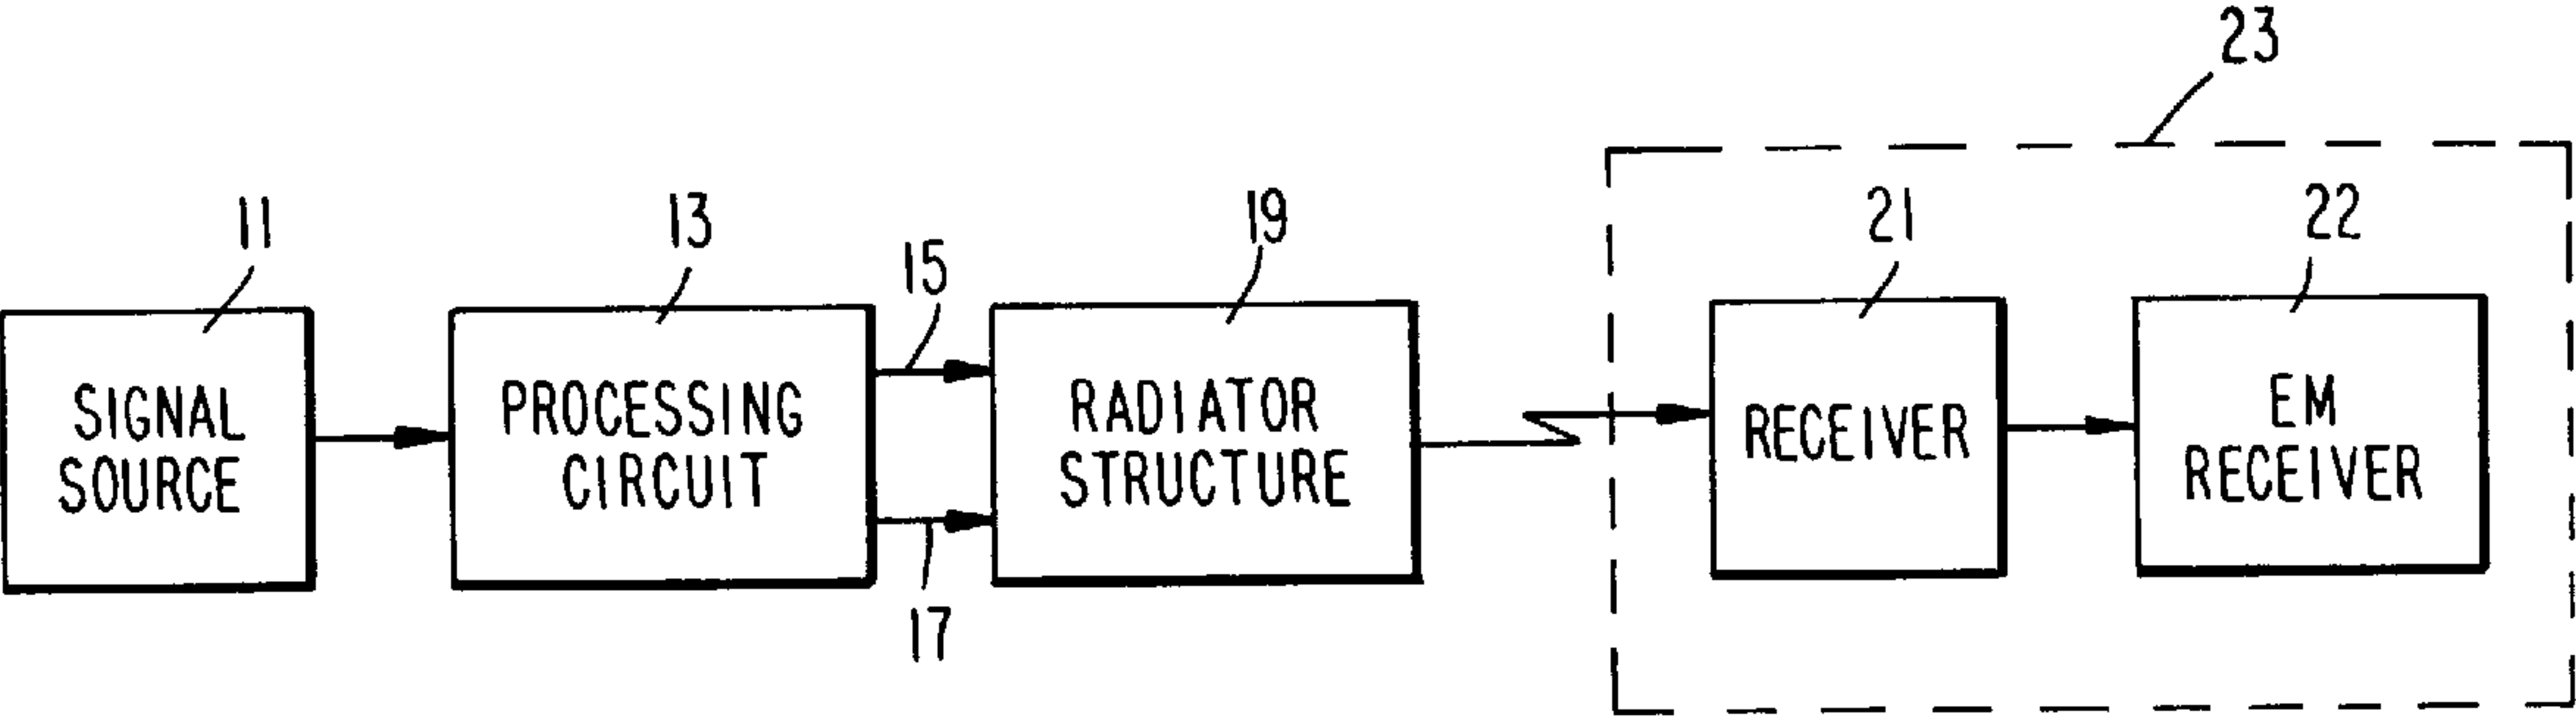 23
11
13
15
19
21
22
SIGNAL
SOURCE
PROCESSING
CIRCUIT
RADIATOR
STRUCTURE
RECEIVER
EM
RECEIVER
17